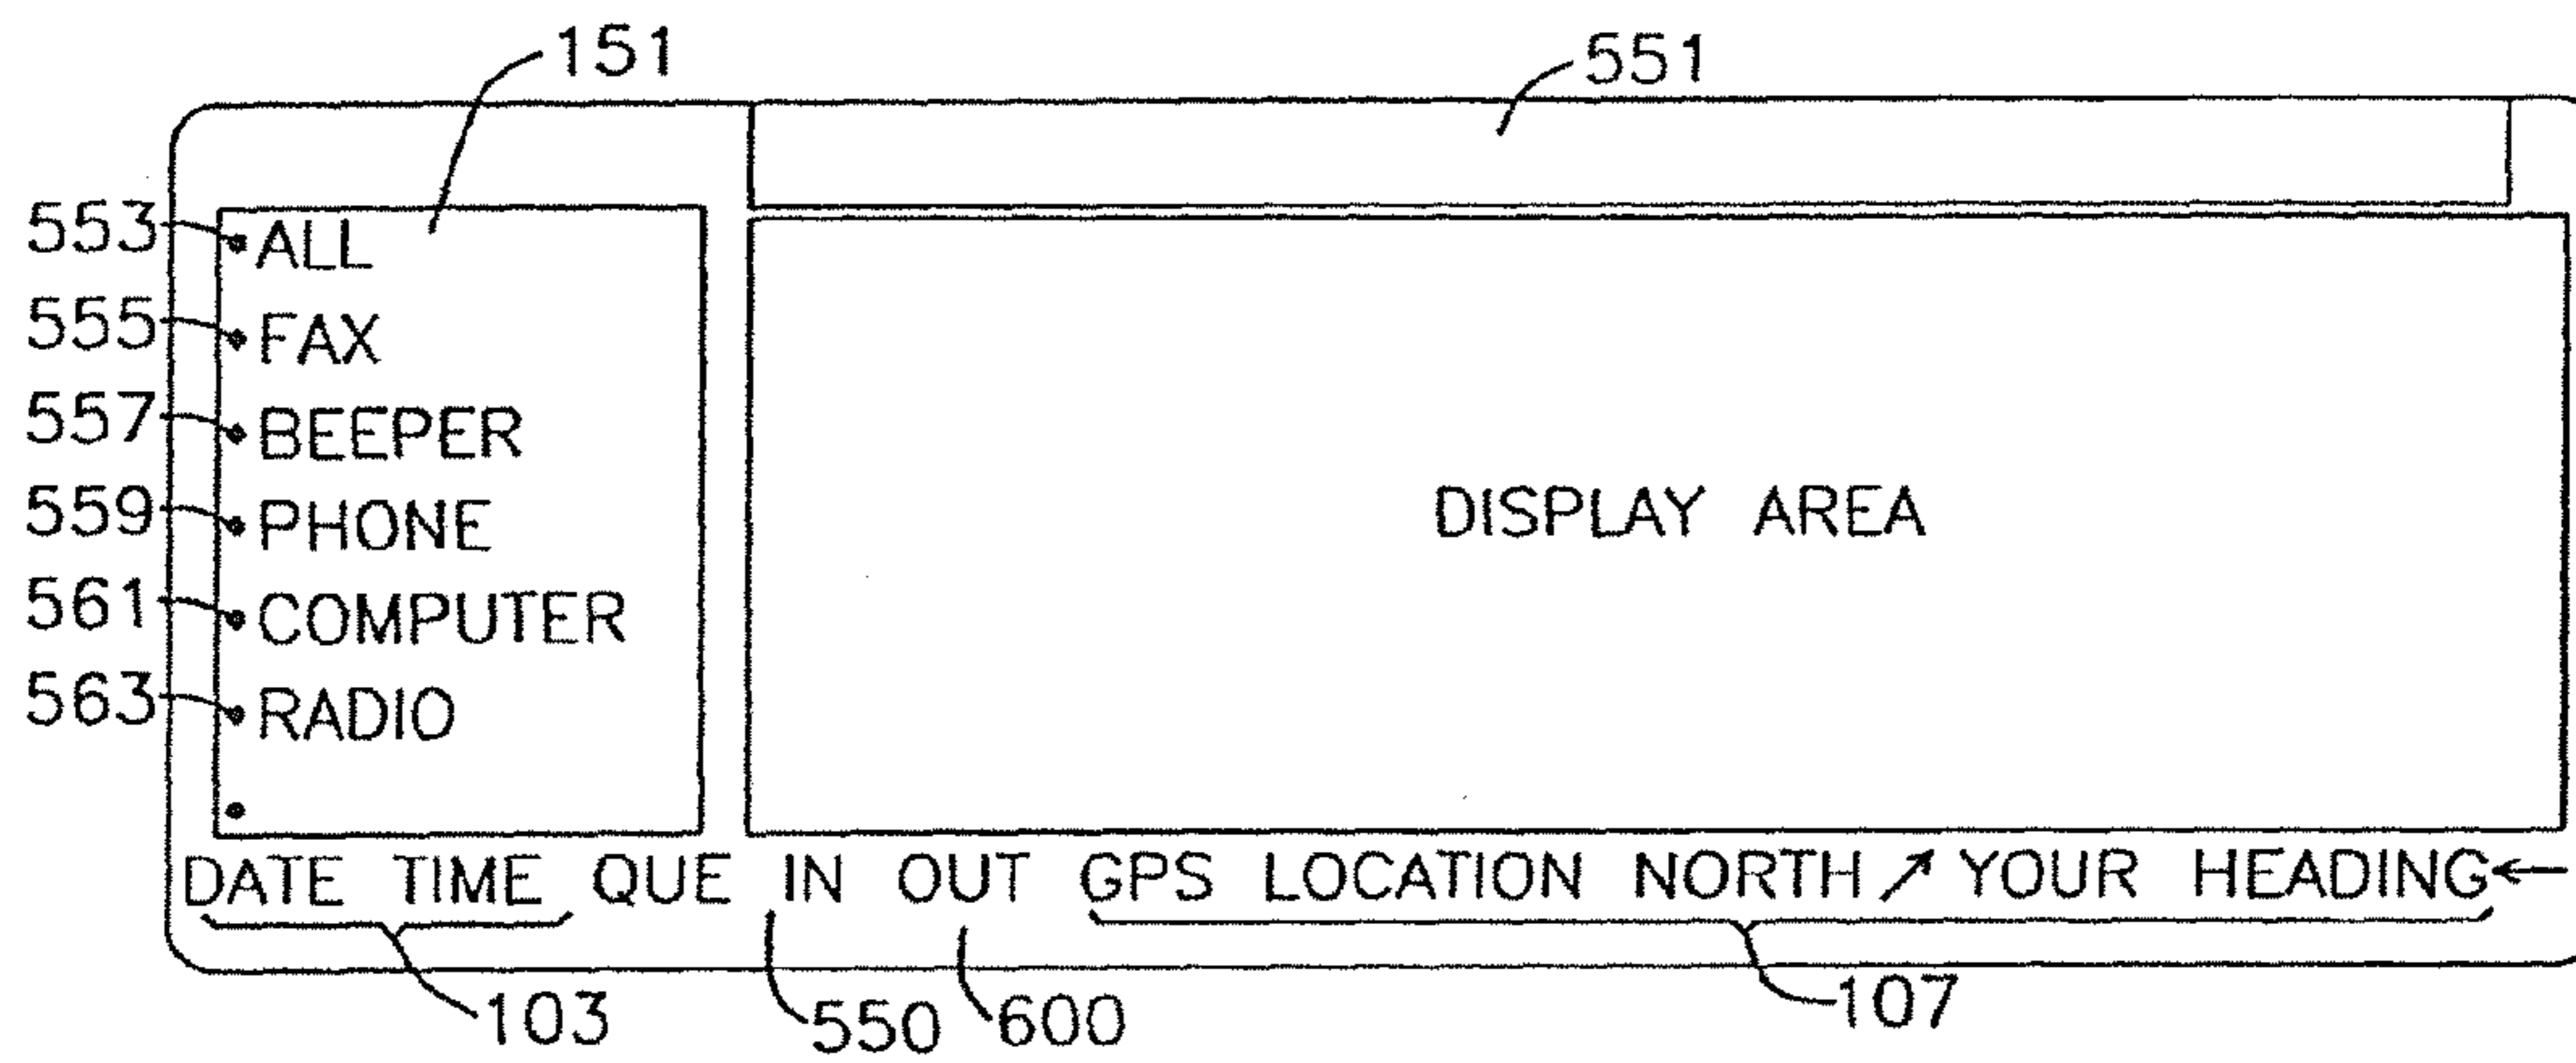 151
551
553 ALL
555 FAX
557 BEEPER
559 PHONE
DISPLAY AREA
561 COMPUTER
563 RADIO
DATE TIME QUE IN OUT GPS LOCATION NORTH ↗ YOUR HEADING ←
103
550
600
107